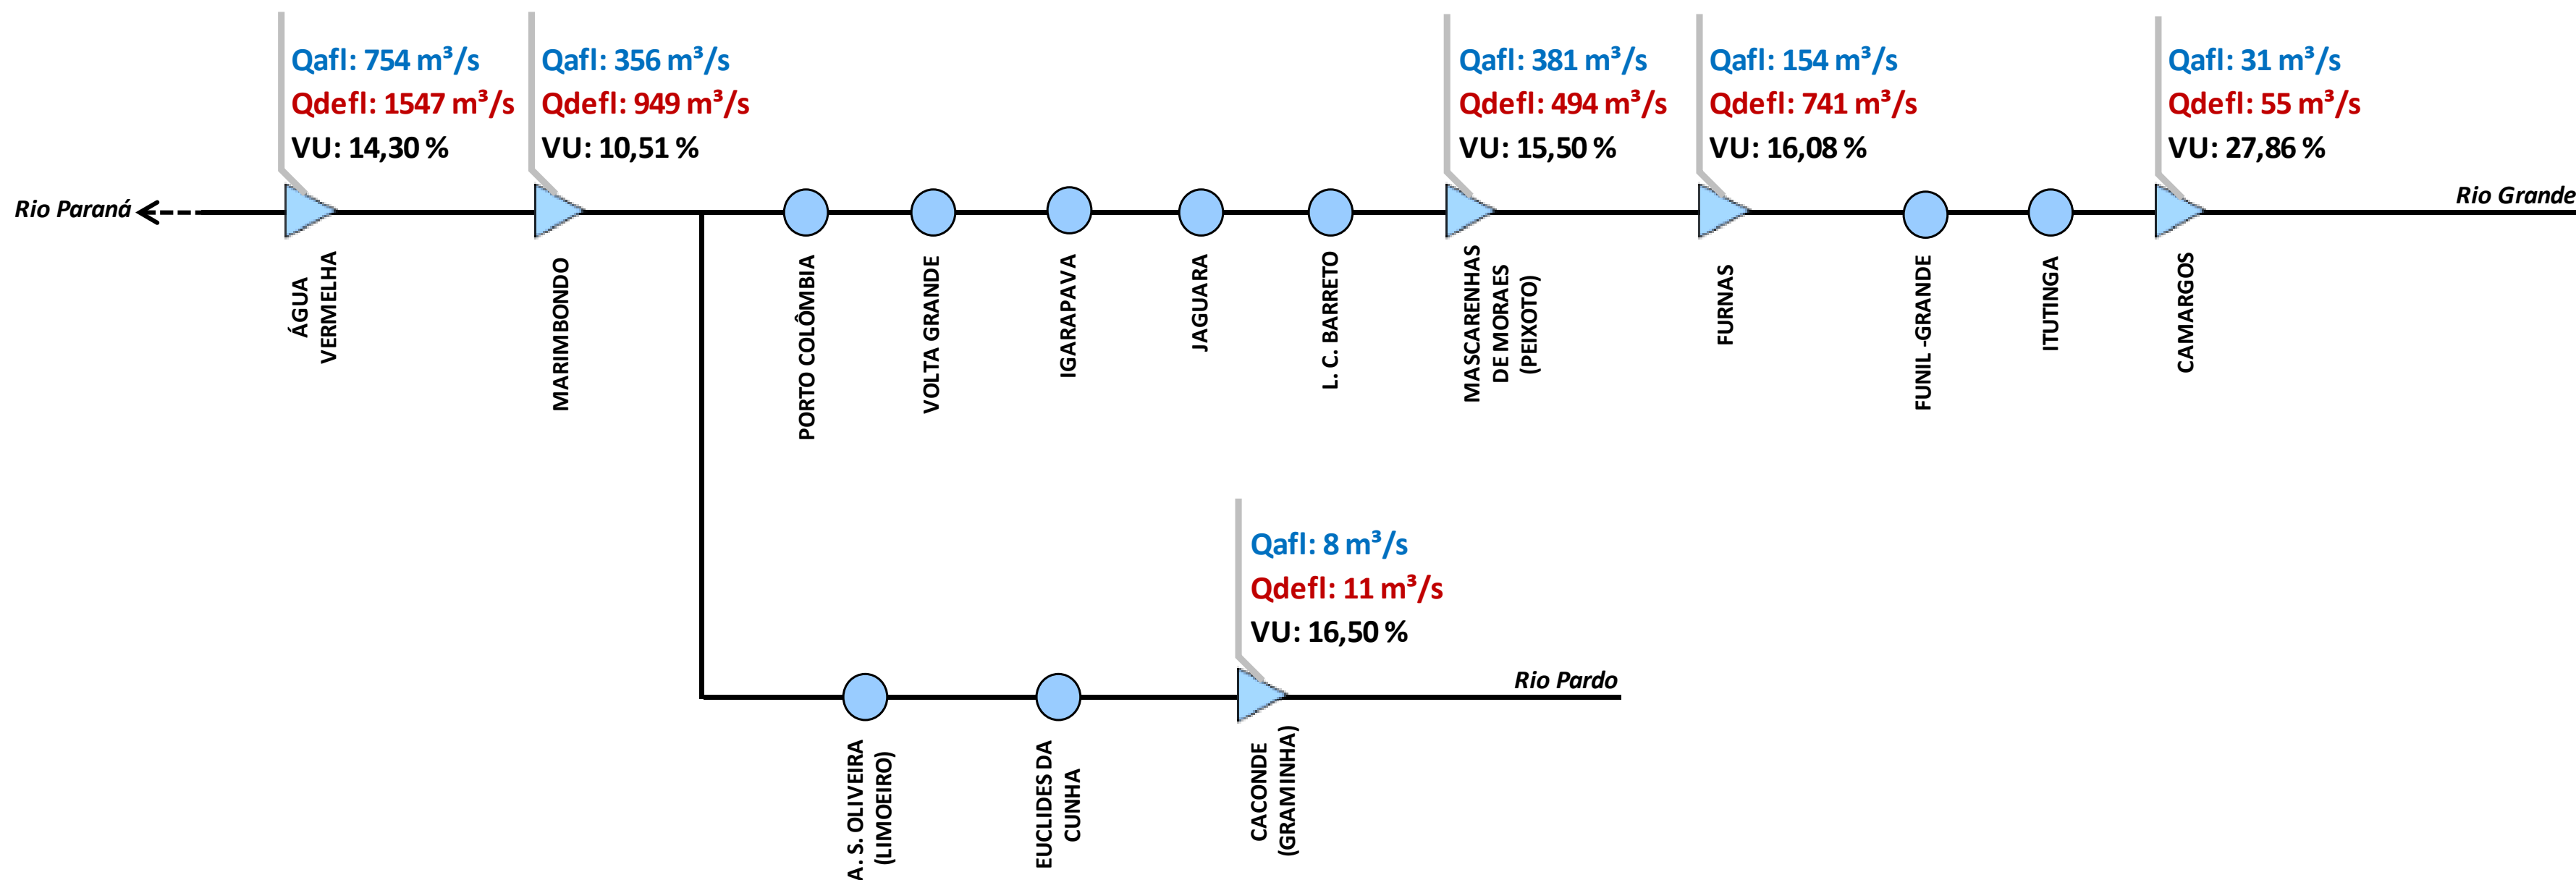 Qafl: 754 m³/s
Qdefl: 1547 m³/s
VU: 14,30 %
Qafl: 356 m³/s
Qdefl: 949 m³/s
VU: 10,51 %
Qafl: 381 m³/s
Qdefl: 494 m³/s
VU: 15,50 %
Qafl: 154 m³/s
Qdefl: 741 m³/s
VU: 16,08 %
Qafl: 31 m³/s
Qdefl: 55 m³/s
VU: 27,86 %
Rio Paraná
Rio Grande
ÁGUA
VERMELHA
MARIMBONDO
PORTO COLÔMBIA
VOLTA GRANDE
IGARAPAVA
JAGUARA
L. C. BARRETO
MASCARENHAS
DE MORAES
(PEIXOTO)
FURNAS
FUNIL -GRANDE
ITUTINGA
CAMARGOS
Qafl: 8 m³/s
Qdefl: 11 m³/s
VU: 16,50 %
Rio Pardo
A. S. OLIVEIRA
(LIMOEIRO)
EUCLIDES DA
CUNHA
CACONDE
(GRAMINHA)